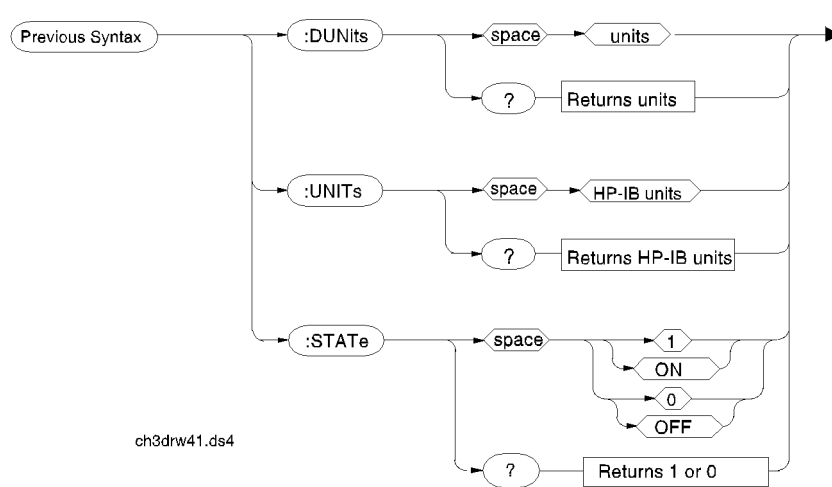 Previous Syntax
:DUNits
space
units
?
Returns units
:UNITs
space
HP-IB units
?
Returns HP-IB units
:STATe
space
1
ON
0
OFF
?
Returns 1 or 0
ch3drw41.ds4